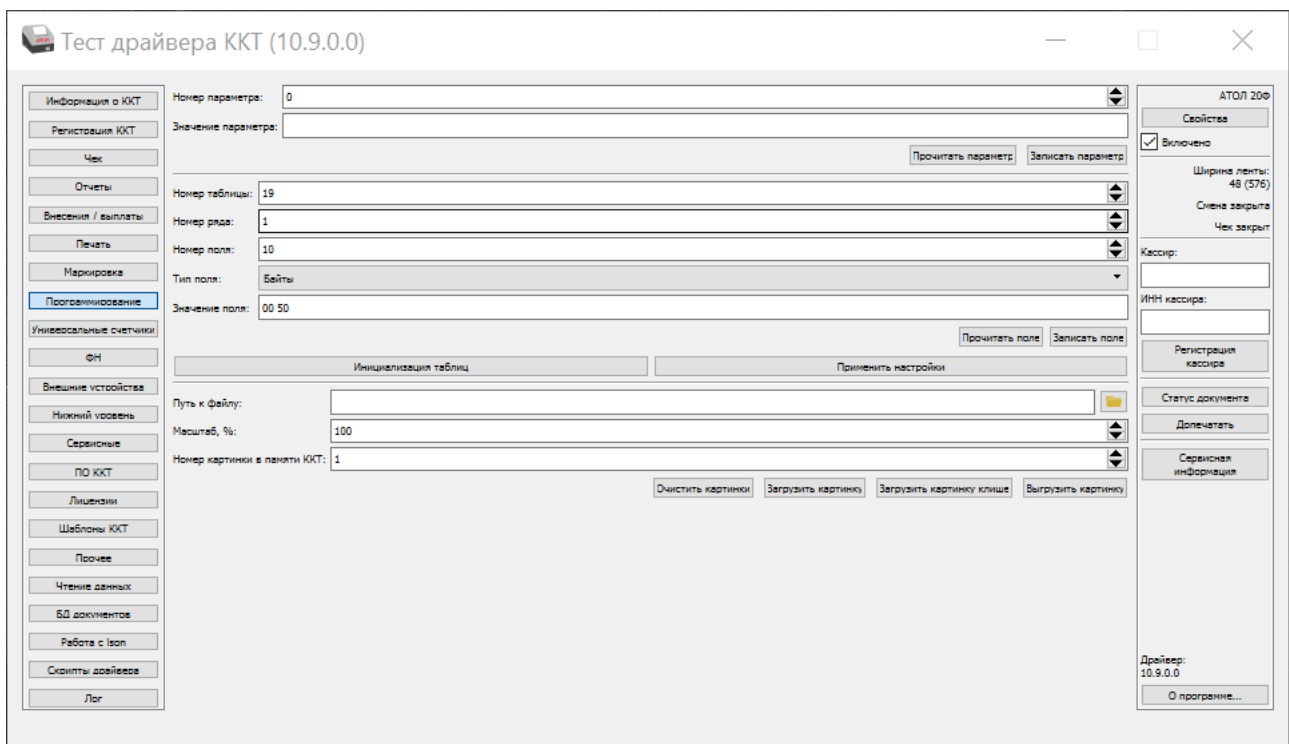 Тест драйвера ККТ (10.9.0.0)
Информация о ККТ
Регистрация ККТ
Чек
Отчеты
Внесения / выплаты
Печать
Маркировка
Программирование
Универсальные счетчики
ФН
Внешние устройства
Нижний уровень
Сервисные
ПО ККТ
Лицензии
Шаблоны ККТ
Прочее
Чтение данных
БД документов
Работа с json
Скрипты драйвера
Лог
Номер параметра: 0
Значение параметра:
Прочитать параметр Записать параметр
Номер таблицы: 19
Номер ряда: 1
Номер поля: 10
Тип поля: Байты
Значение поля: 00 50
Прочитать поле Записать поле
Инициализация таблиц Применить настройки
Путь к файлу:
Масштаб, %: 100
Номер картинки в памяти ККТ: 1
Очистить картинки Загрузить картинку Загрузить картинку клише Выгрузить картинку
АТОЛ 20Ф
Свойства
Включено
Ширина ленты:
48 (576)
Смена закрыта
Чек закрыт
Кассир:
ИНН кассира:
Регистрация
кассира
Статус документа
Допечатать
Сервисная
информация
Драйвер:
10.9.0.0
О программе...